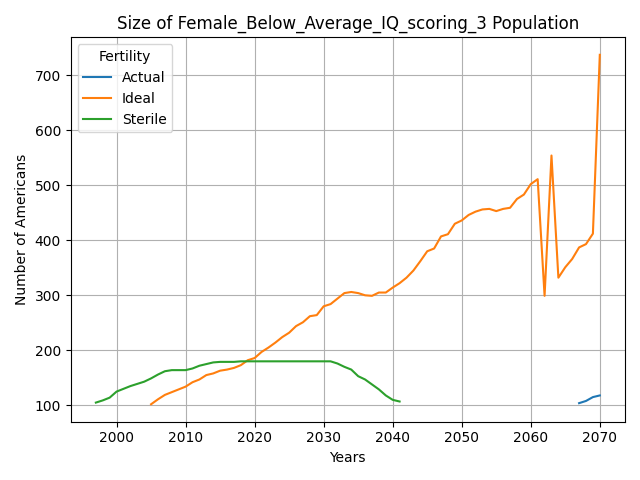 Size of Female_Below_Average_IQ_scoring_3 Population
Fertility
Actual
Ideal
Sterile
Number of Americans
700
600
500
400
300
200
100
2000 2010 2020 2030 2040 2050 2060 2070
Years